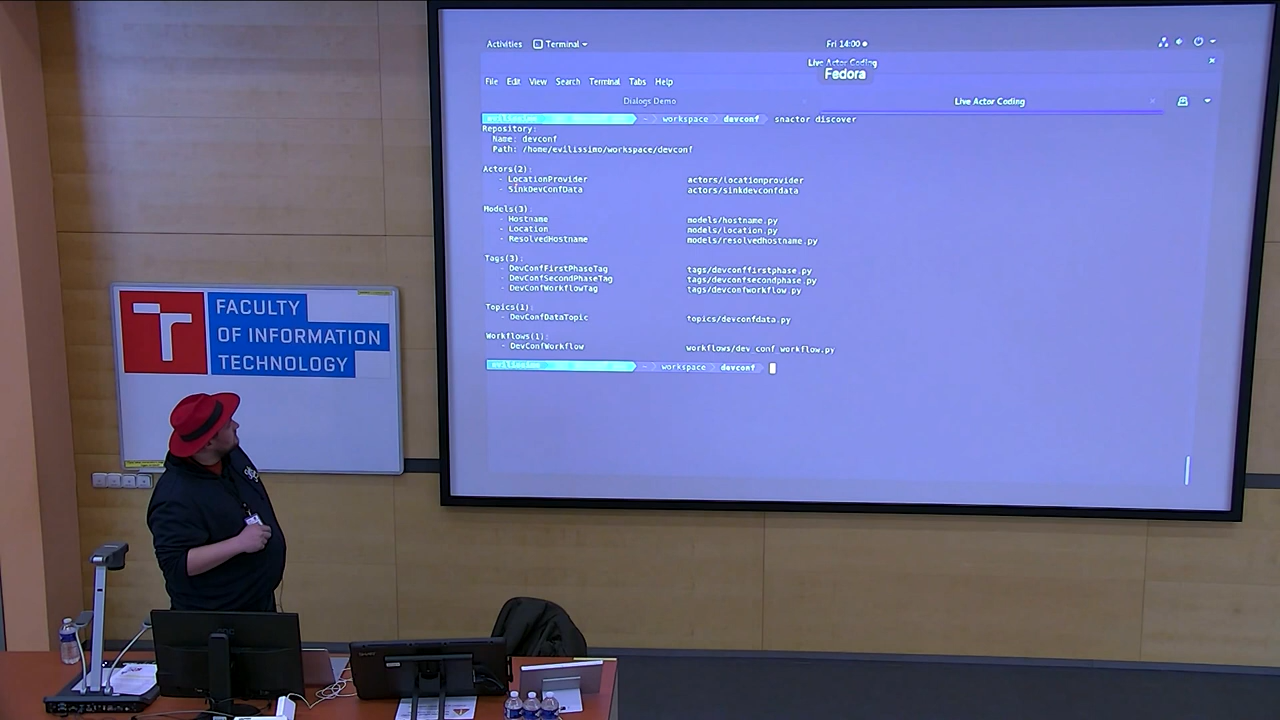 Activities Terminal Fri 14:00
Live Actor Coding
Fedora
File Edit View Search Terminal Tabs Help
Dialogs Demo Live Actor Coding
evilissimo ~ workspace devconf snactor discover
Repository:
Name: devconf
Path: /home/evilissimo/workspace/devconf
Actors(2):
- LocationProvider actors/locationprovider
- SinkDevConfData actors/sinkdevconfdata
Models(3):
- Hostname models/hostname.py
- Location models/location.py
- ResolvedHostname models/resolvedhostname.py
Tags(3):
- DevConfFirstPhaseTag tags/devconffirstphase.py
- DevConfSecondPhaseTag tags/devconfsecondphase.py
- DevConfWorkflowTag tags/devconfworkflow.py
Topics(1):
- DevConfDataTopic topics/devconfdata.py
Workflows(1):
- DevConfWorkflow workflows/dev_conf_workflow.py
evilissimo ~ workspace devconf
T FACULTY
OF INFORMATION
TECHNOLOGY